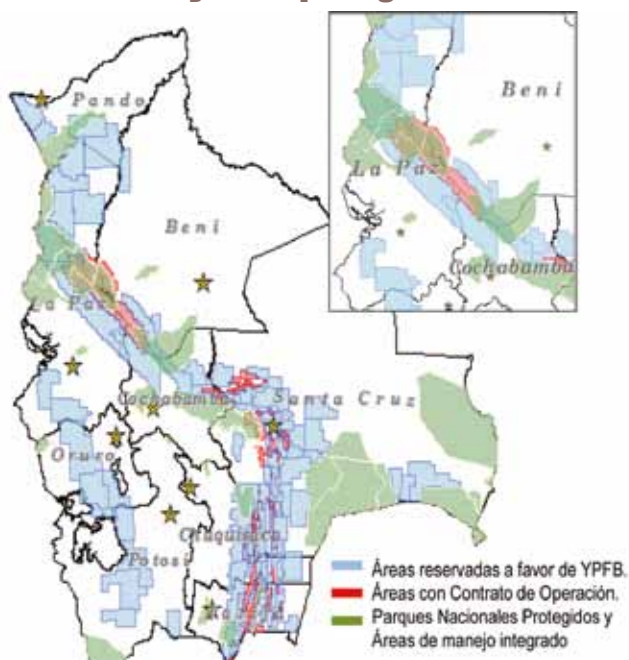 Pando
Beni
La Paz
Cochabamba
Santa Cruz
Oruro
Chuquisaca
Potosí
Tarija
Beni
La Paz
Cochabamba
Áreas reservadas a favor de YPFB.
Áreas con Contrato de Operación.
Parques Nacionales Protegidos y
Áreas de manejo integrado